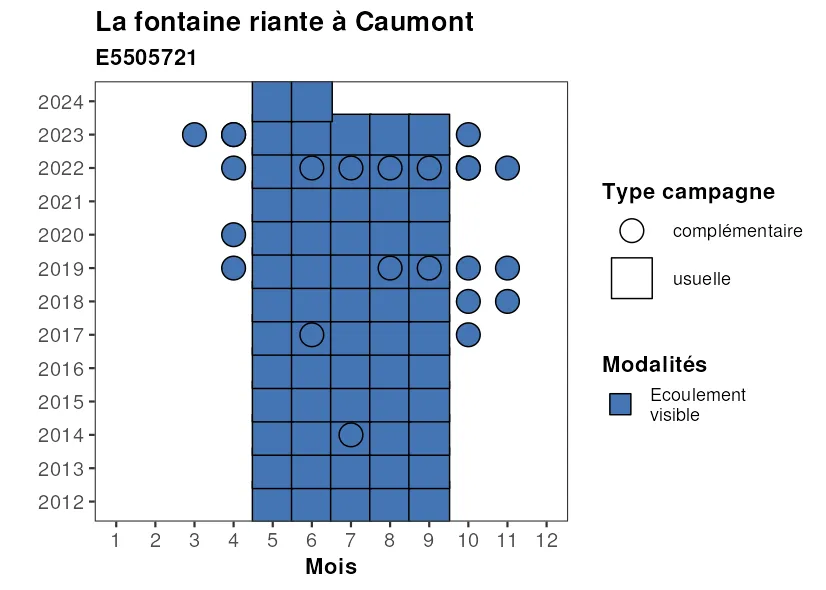 La fontaine riante à Caumont
E5505721
2024
2023
2022
2021
2020
2019
2018
2017
2016
2015
2014
2013
2012
1 2 3 4 5 6 7 8 9 10 11 12
Mois
Type campagne
complémentaire
usuelle
Modalités
Ecoulement
visible